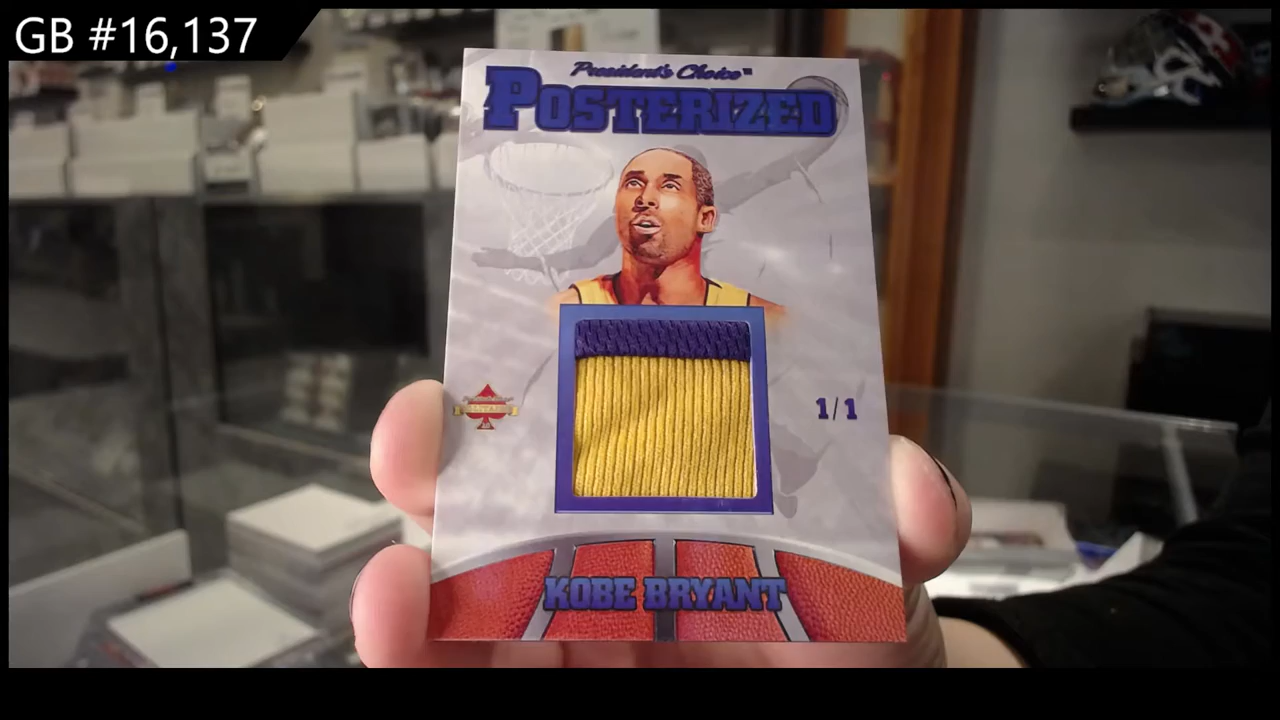 GB #16,137
President's Choice™
POSTERIZED
1/1
KOBE BRYANT